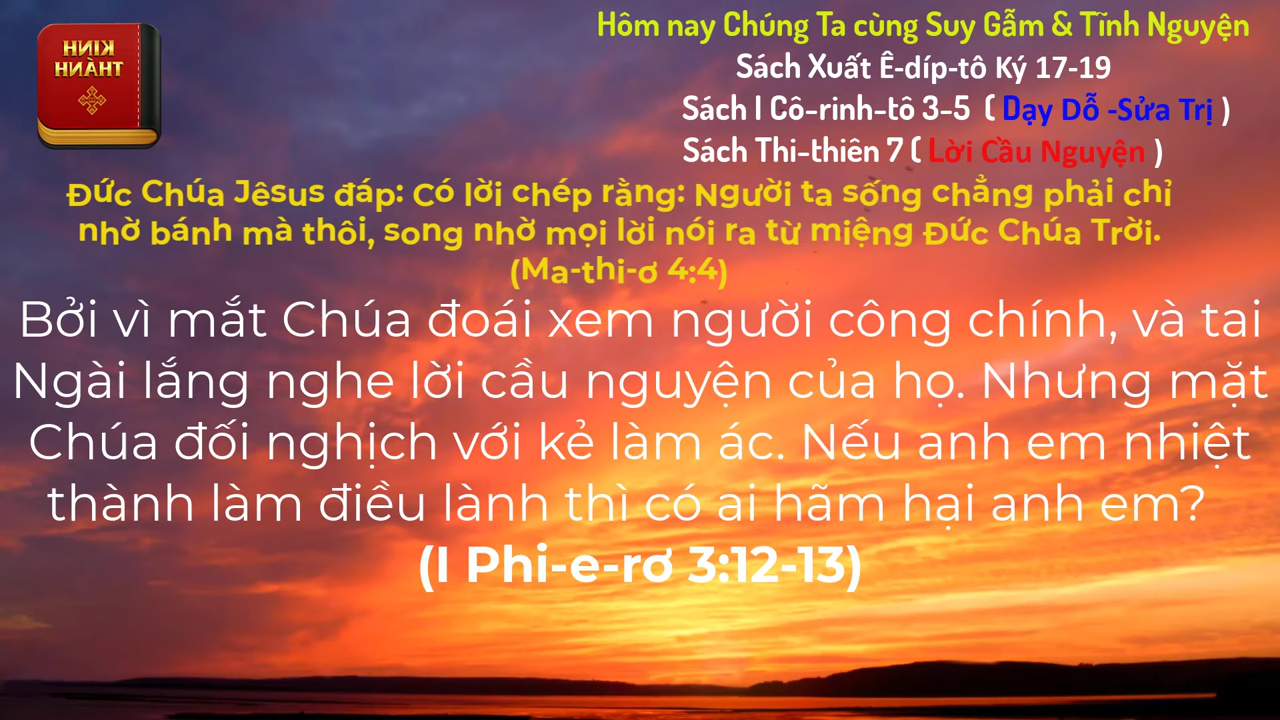 KINH
THÀNH
Hôm nay Chúng Ta cùng Suy Gẫm & Tĩnh Nguyện
Sách Xuất Ê-díp-tô Ký 17-19
Sách I Cô-rinh-tô 3-5 ( Dạy Dỗ -Sửa Trị )
Sách Thi-thiên 7 ( Lời Cầu Nguyện )
Đức Chúa Jêsus đáp: Có lời chép rằng: Người ta sống chẳng phải chỉ
nhờ bánh mà thôi, song nhờ mọi lời nói ra từ miệng Đức Chúa Trời.
(Ma-thi-ơ 4:4)
Bởi vì mắt Chúa đoái xem người công chính, và tai
Ngài lắng nghe lời cầu nguyện của họ. Nhưng mặt
Chúa đối nghịch với kẻ làm ác. Nếu anh em nhiệt
thành làm điều lành thì có ai hãm hại anh em?
(I Phi-e-rơ 3:12-13)